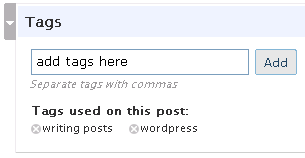 Tags
add tags here Add
Separate tags with commas
Tags used on this post:
writing posts wordpress